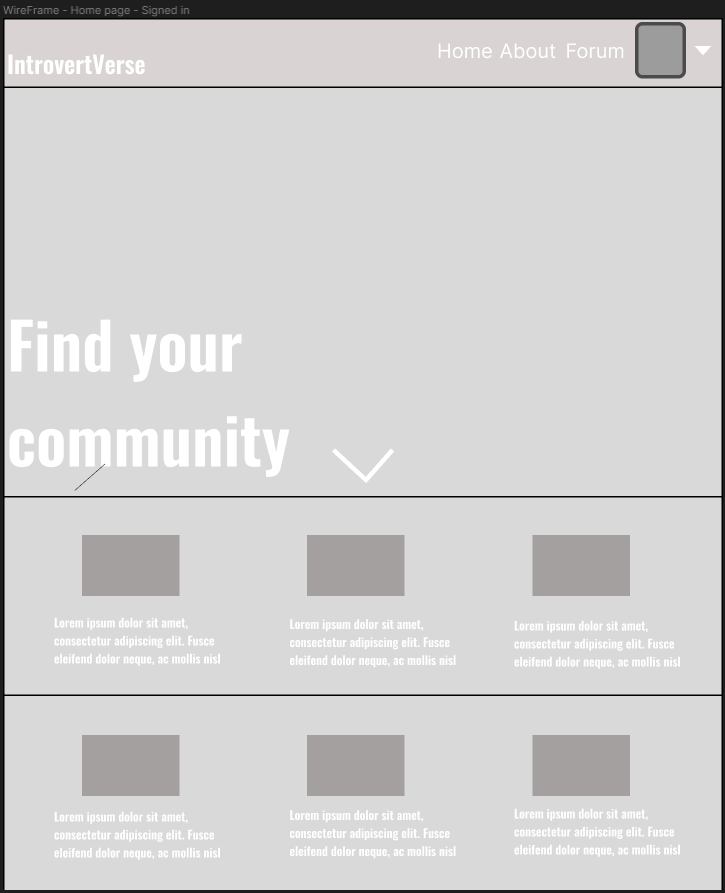 WireFrame - Home page - Signed in
IntrovertVerse
Home About Forum
Find your
community
Lorem ipsum dolor sit amet,
consectetur adipiscing elit. Fusce
eleifend dolor neque, ac mollis nisl
Lorem ipsum dolor sit amet,
consectetur adipiscing elit. Fusce
eleifend dolor neque, ac mollis nisl
Lorem ipsum dolor sit amet,
consectetur adipiscing elit. Fusce
eleifend dolor neque, ac mollis nisl
Lorem ipsum dolor sit amet,
consectetur adipiscing elit. Fusce
eleifend dolor neque, ac mollis nisl
Lorem ipsum dolor sit amet,
consectetur adipiscing elit. Fusce
eleifend dolor neque, ac mollis nisl
Lorem ipsum dolor sit amet,
consectetur adipiscing elit. Fusce
eleifend dolor neque, ac mollis nisl